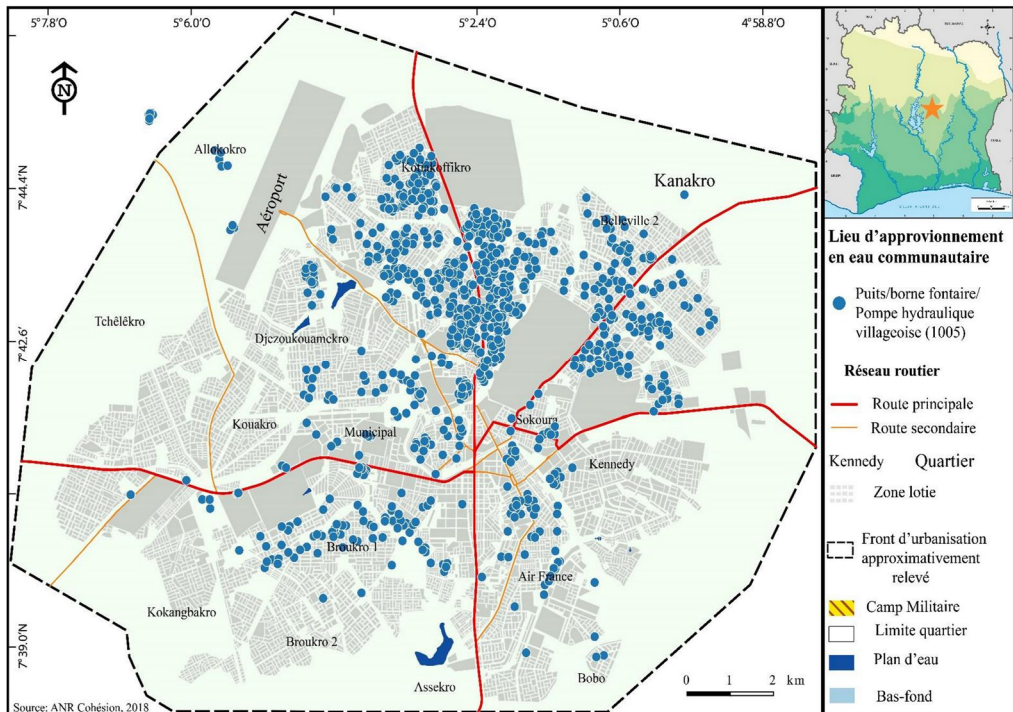 5°7.8'0
5°6.0'O
5°2.4'O
5°0.6'O
4°58.8'O
7°44.4'N
7°42.6'
7°39.0'N
N
Allokokro
Aéroport
Kouakoffikro
Kanakro
Belleville 2
Tchêlêkro
Djezoukouamekro
Kouakro
Municipal
Sokoura
Kennedy
Broukro 1
Air France
Kokangbakro
Broukro 2
Assekro
Bobo
0 1 2 km
Source: ANR Cohésion, 2018
Lieu d'approvionnement
en eau communautaire
Puits/borne fontaire/
Pompe hydraulique
villageoise (1005)
Réseau routier
Route principale
Route secondaire
Kennedy Quartier
Zone lotie
Front d'urbanisation
approximativement
relevé
Camp Militaire
Limite quartier
Plan d'eau
Bas-fond